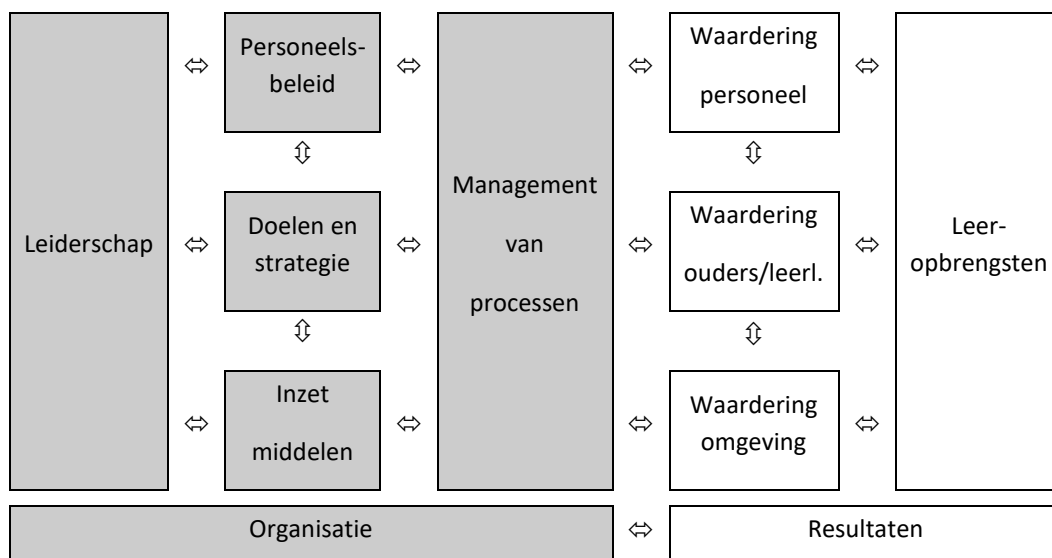 Personeels-
beleid
Waardering
personeel
Leiderschap
Doelen en
strategie
Management
van
processen
Waardering
ouders/leerl.
Leer-
opbrengsten
Inzet
middelen
Waardering
omgeving
Organisatie
Resultaten